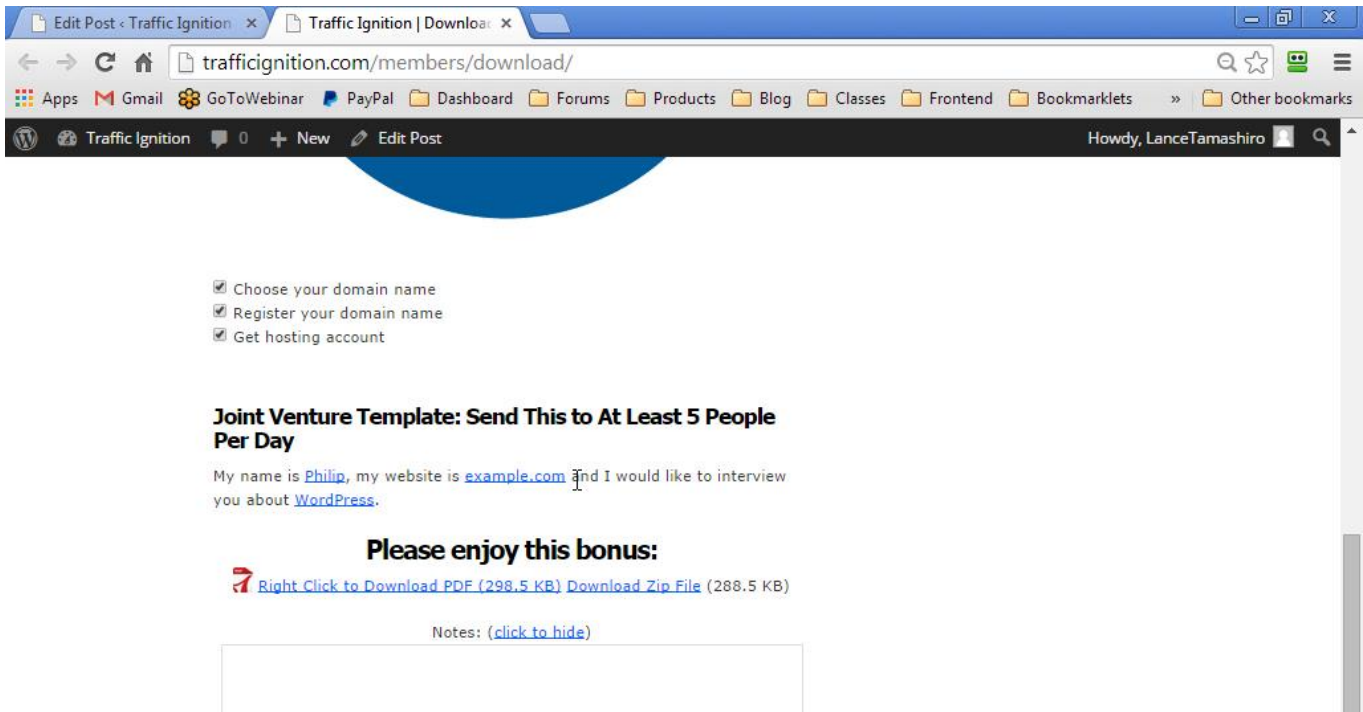 Edit Post ‹ Traffic Ignition × Traffic Ignition | Downloac ×
trafficignition.com/members/download/
Apps Gmail GoToWebinar PayPal Dashboard Forums Products Blog Classes Frontend Bookmarklets » Other bookmarks
Traffic Ignition 0 + New Edit Post Howdy, LanceTamashiro
Choose your domain name
Register your domain name
Get hosting account
Joint Venture Template: Send This to At Least 5 People
Per Day
My name is Philip, my website is example.com and I would like to interview
you about WordPress.
Please enjoy this bonus:
Right Click to Download PDF (298.5 KB) Download Zip File (288.5 KB)
Notes: (click to hide)